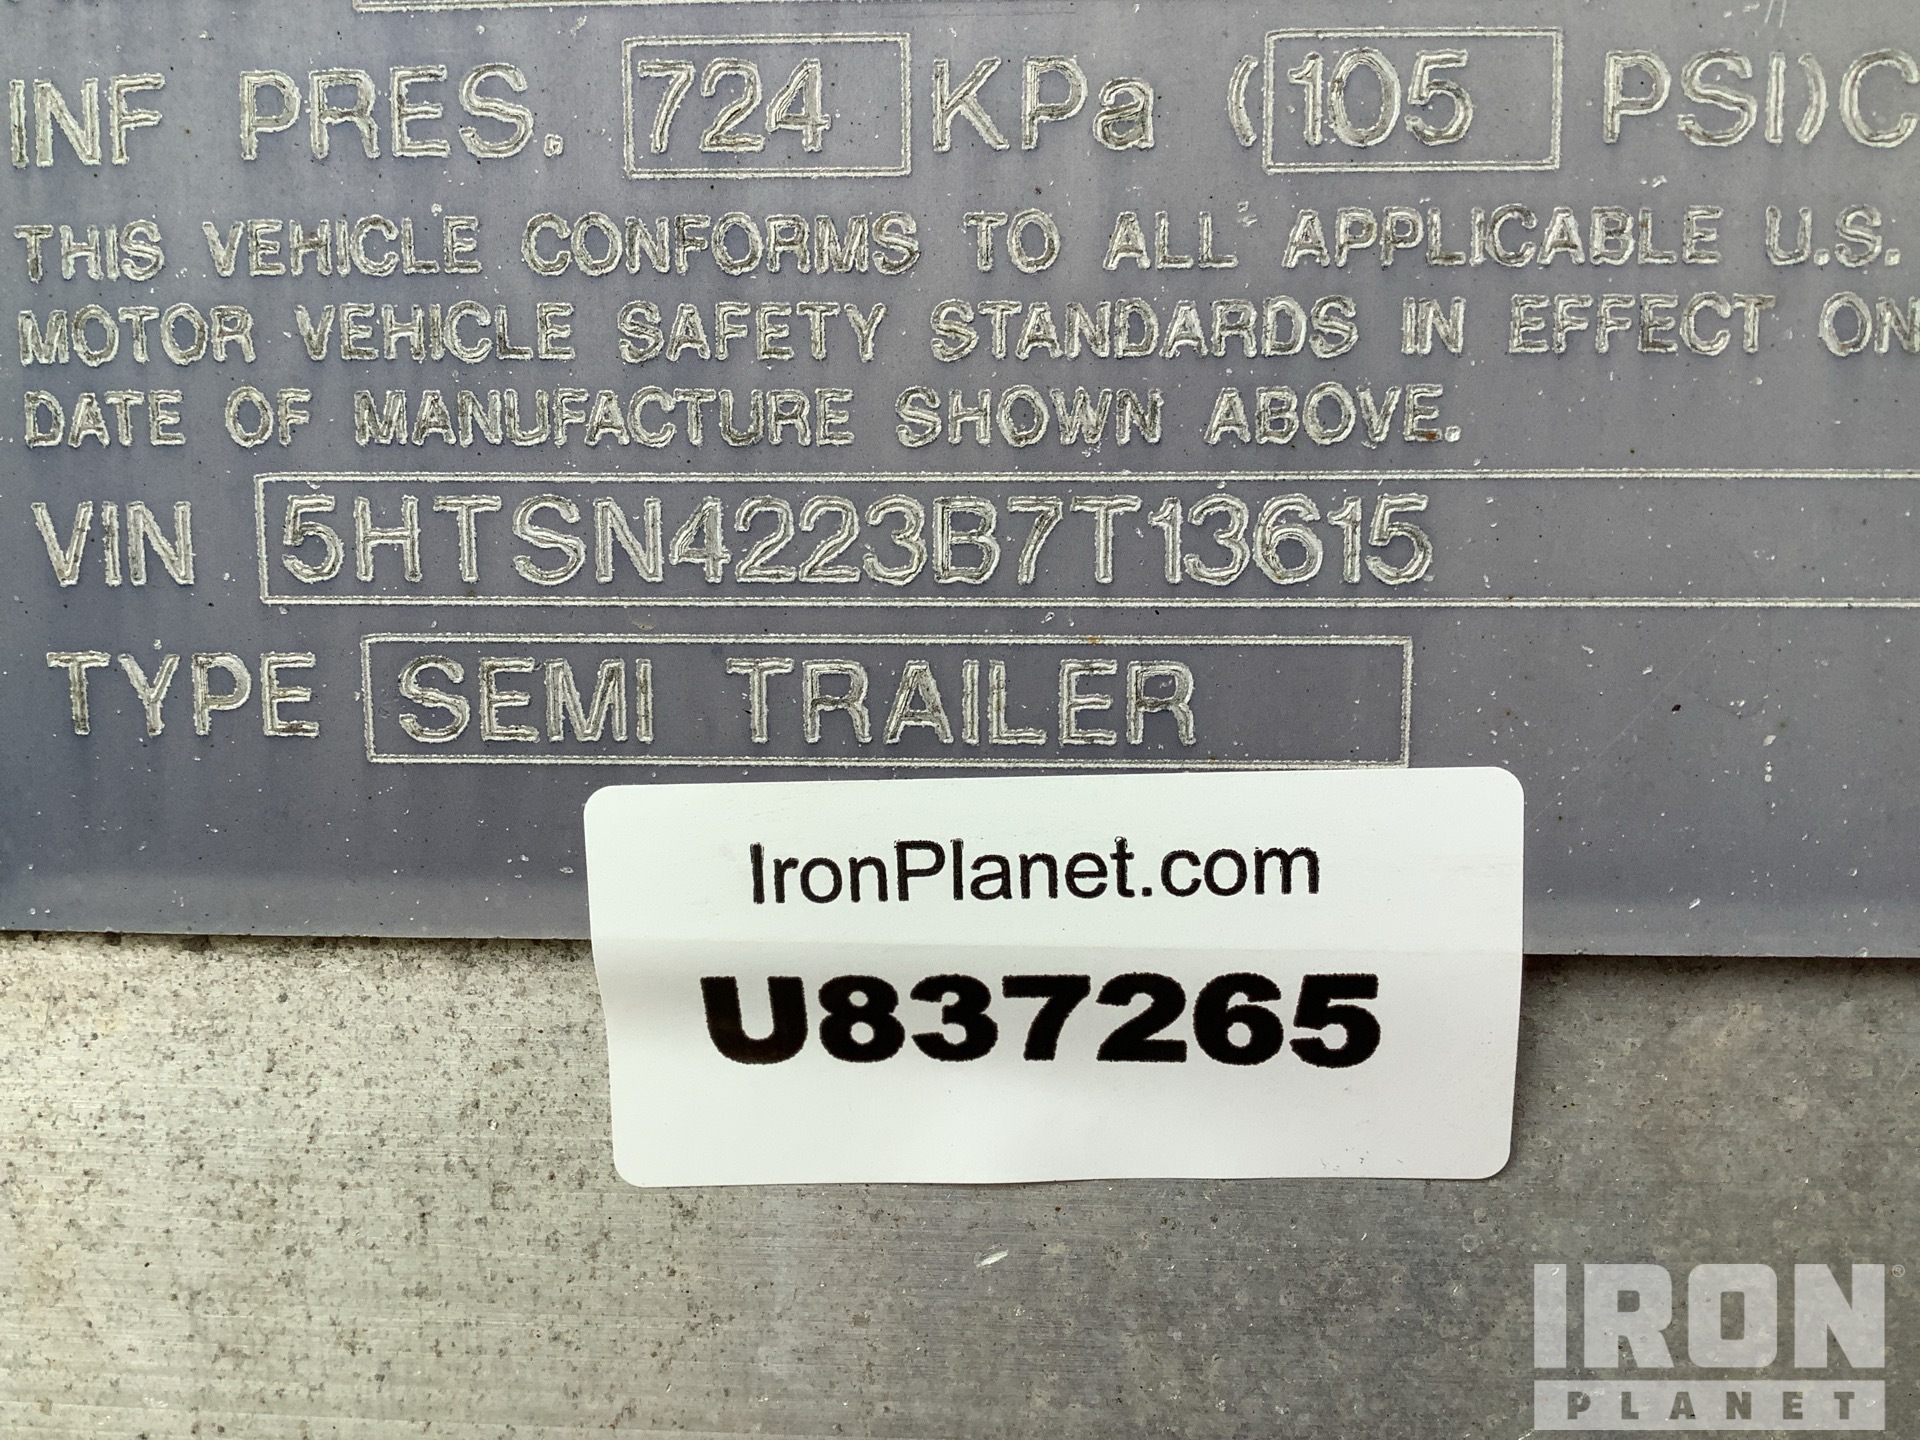 INF PRES. 724 KPa (105 PSI)C
THIS VEHICLE CONFORMS TO ALL APPLICABLE U.S.
MOTOR VEHICLE SAFETY STANDARDS IN EFFECT ON
DATE OF MANUFACTURE SHOWN ABOVE.
VIN 5HTSN4223B7T13615
TYPE SEMI TRAILER
IronPlanet.com
U837265
IRON®
PLANET